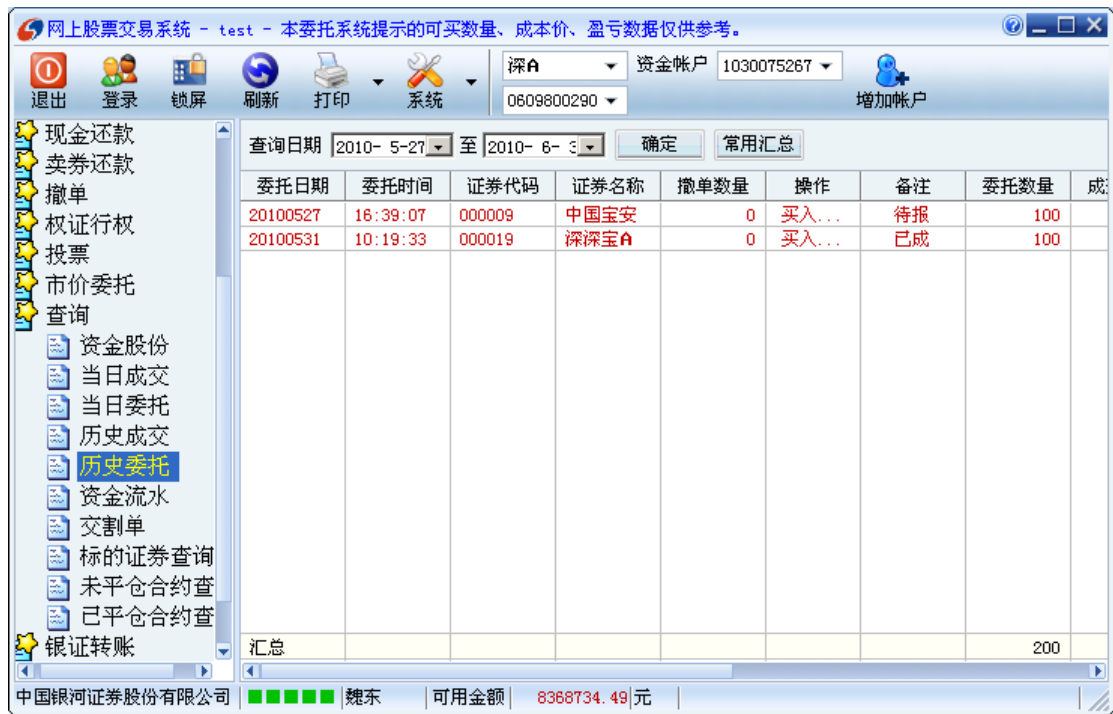 网上股票交易系统 - test - 本委托系统提示的可买数量、成本价、盈亏数据仅供参考。
退出 登录 锁屏 刷新 打印 系统 深A 资金帐户 1030075267 0609800290 增加帐户
现金还款
卖券还款
撤单
权证行权
投票
市价委托
查询
资金股份
当日成交
当日委托
历史成交
历史委托
资金流水
交割单
标的证券查询
未平仓合约查
已平仓合约查
银证转账
查询日期 2010- 5-27 至 2010- 6- 3 确定 常用汇总
委托日期 委托时间 证券代码 证券名称 撤单数量 操作 备注 委托数量
20100527 16:39:07 000009 中国宝安 0 买入... 待报 100
20100531 10:19:33 000019 深深宝A 0 买入... 已成 100
汇总 200
中国银河证券股份有限公司 魏东 可用金额 8368734.49 元